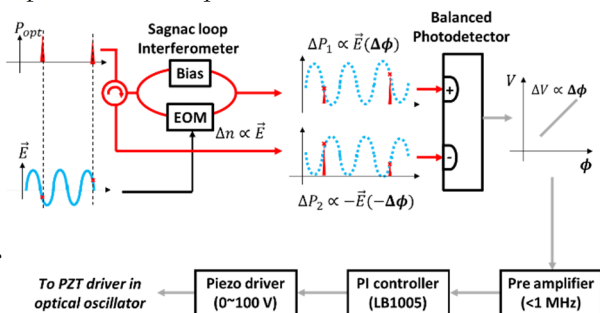 Sagnac loop
Interferometer
Balanced
Photodetector
P_opt
Bias
EOM
Δn ∝ E⃗
E⃗
ΔP₁ ∝ E⃗(Δϕ)
ΔP₂ ∝ −E⃗(−Δϕ)
+
-
V
ΔV ∝ Δϕ
ϕ
To PZT driver in
optical oscillator
Piezo driver
(0~100 V)
PI controller
(LB1005)
Pre amplifier
(<1 MHz)